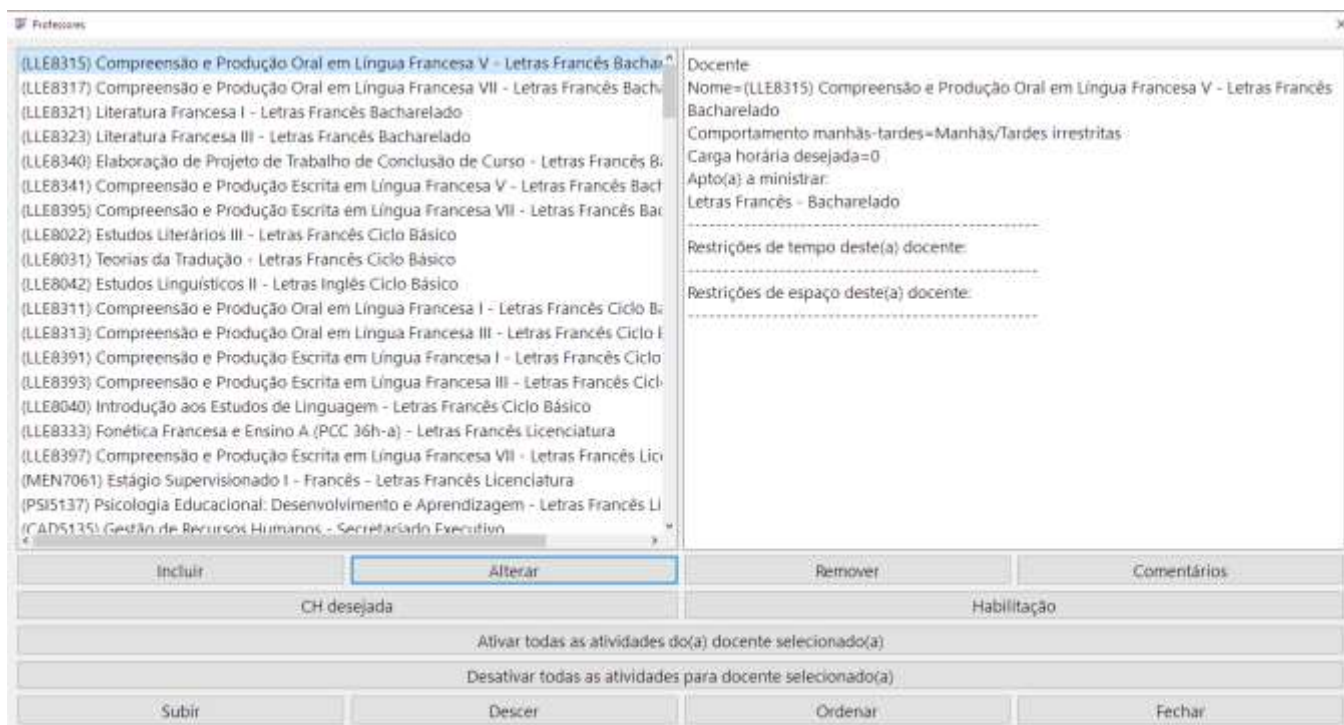 Professores
(LLE8315) Compreensão e Produção Oral em Língua Francesa V - Letras Francês Bachar
(LLE8317) Compreensão e Produção Oral em Língua Francesa VII - Letras Francês Bach
(LLE8321) Literatura Francesa I - Letras Francês Bacharelado
(LLE8323) Literatura Francesa III - Letras Francês Bacharelado
(LLE8340) Elaboração de Projeto de Trabalho de Conclusão de Curso - Letras Francês B
(LLE8341) Compreensão e Produção Escrita em Língua Francesa V - Letras Francês Bach
(LLE8395) Compreensão e Produção Escrita em Língua Francesa VII - Letras Francês Bac
(LLE8022) Estudos Literários III - Letras Francês Ciclo Básico
(LLE8031) Teorias da Tradução - Letras Francês Ciclo Básico
(LLE8042) Estudos Linguísticos II - Letras Inglês Ciclo Básico
(LLE8311) Compreensão e Produção Oral em Língua Francesa I - Letras Francês Ciclo B
(LLE8313) Compreensão e Produção Oral em Língua Francesa III - Letras Francês Ciclo
(LLE8391) Compreensão e Produção Escrita em Língua Francesa I - Letras Francês Ciclo
(LLE8393) Compreensão e Produção Escrita em Língua Francesa III - Letras Francês Cicl
(LLE8040) Introdução aos Estudos de Linguagem - Letras Francês Ciclo Básico
(LLE8333) Fonética Francesa e Ensino A (PCC 36h-a) - Letras Francês Licenciatura
(LLE8397) Compreensão e Produção Escrita em Língua Francesa VII - Letras Francês Lic
(MEN7061) Estágio Supervisionado I - Francês - Letras Francês Licenciatura
(PSI5137) Psicologia Educacional: Desenvolvimento e Aprendizagem - Letras Francês Li
(CAD5135) Gestão de Recursos Humanos - Secretariado Executivo
Docente
Nome=(LLE8315) Compreensão e Produção Oral em Língua Francesa V - Letras Francês
Bacharelado
Comportamento manhãs-tardes=Manhãs/Tardes irrestritas
Carga horária desejada=0
Apto(a) a ministrar:
Letras Francês - Bacharelado
------------------------------------------------
Restrições de tempo deste(a) docente:
------------------------------------------------
Restrições de espaço deste(a) docente:
------------------------------------------------
Incluir Alterar Remover Comentários
CH desejada Habilitação
Ativar todas as atividades do(a) docente selecionado(a)
Desativar todas as atividades para docente selecionado(a)
Subir Descer Ordenar Fechar